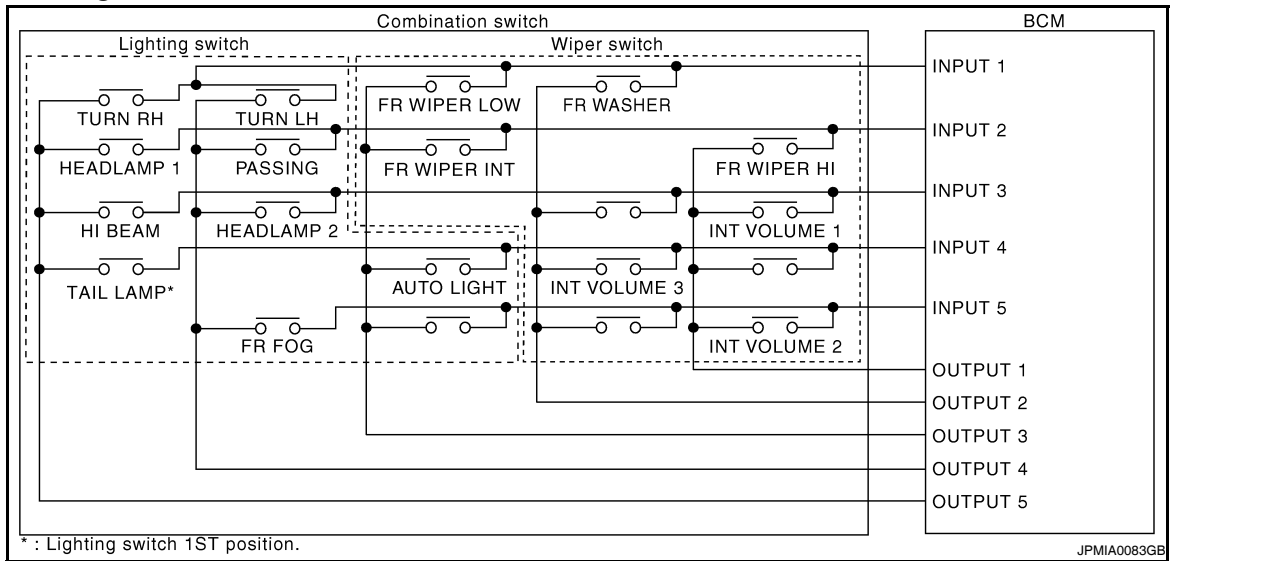 Combination switch
BCM
Lighting switch
Wiper switch
INPUT 1
TURN RH
TURN LH
FR WIPER LOW
FR WASHER
INPUT 2
HEADLAMP 1
PASSING
FR WIPER INT
FR WIPER HI
INPUT 3
HI BEAM
HEADLAMP 2
INT VOLUME 1
INPUT 4
TAIL LAMP*
AUTO LIGHT
INT VOLUME 3
INPUT 5
FR FOG
INT VOLUME 2
OUTPUT 1
OUTPUT 2
OUTPUT 3
OUTPUT 4
OUTPUT 5
* : Lighting switch 1ST position.
JPMIA0083GB